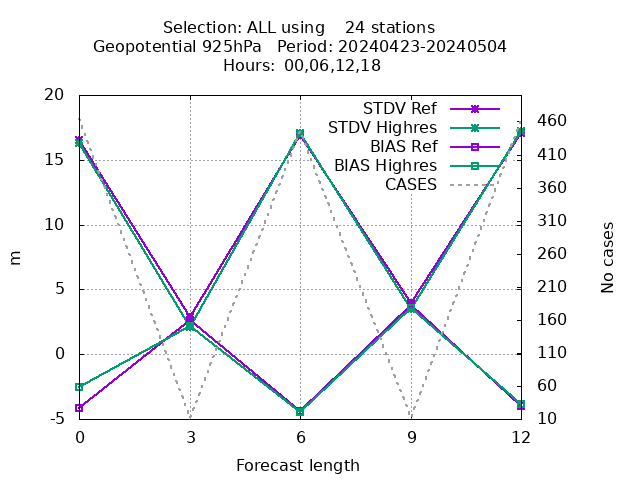 Selection: ALL using    24 stations
Geopotential 925hPa   Period: 20240423-20240504
Hours: 00,06,12,18
STDV Ref
STDV Highres
BIAS Ref
BIAS Highres
CASES
20
15
10
5
0
-5
m
460
410
360
310
260
210
160
110
60
10
No cases
0 3 6 9 12
Forecast length